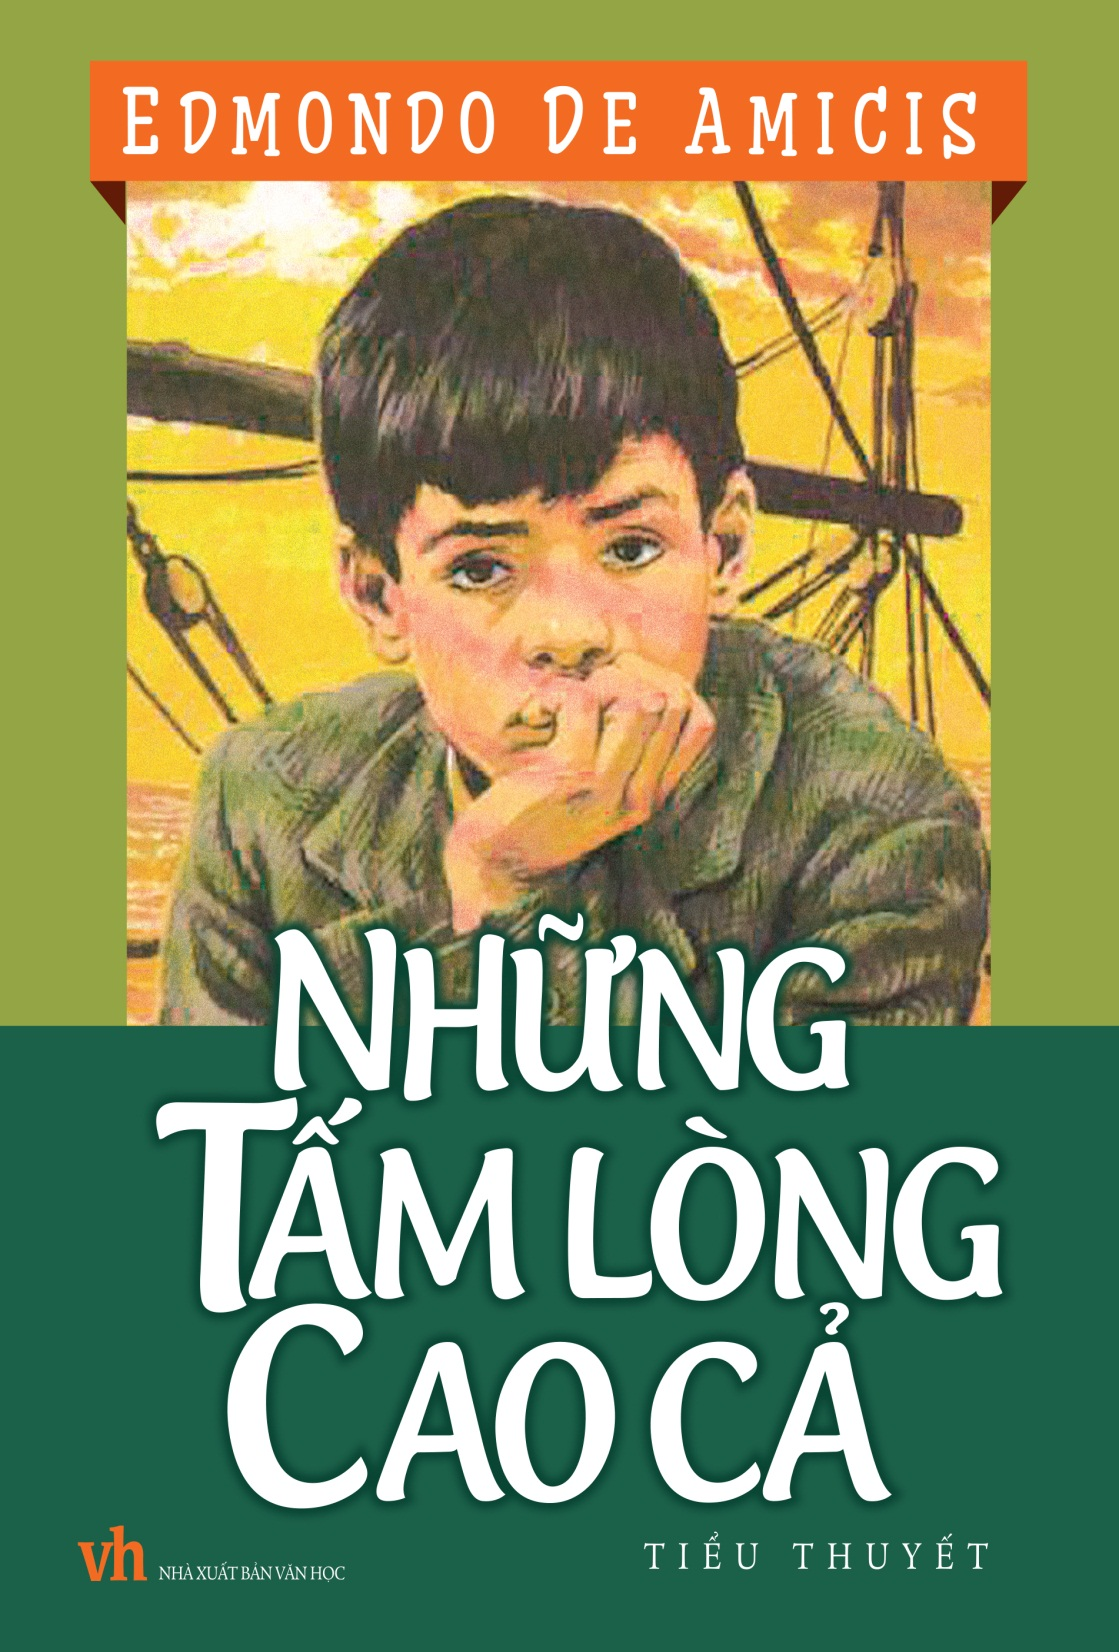 EDMONDO DE AMICIS
NHỮNG
TẤM LÒNG
CAO CẢ
TIỂU THUYẾT
vh NHÀ XUẤT BẢN VĂN HỌC